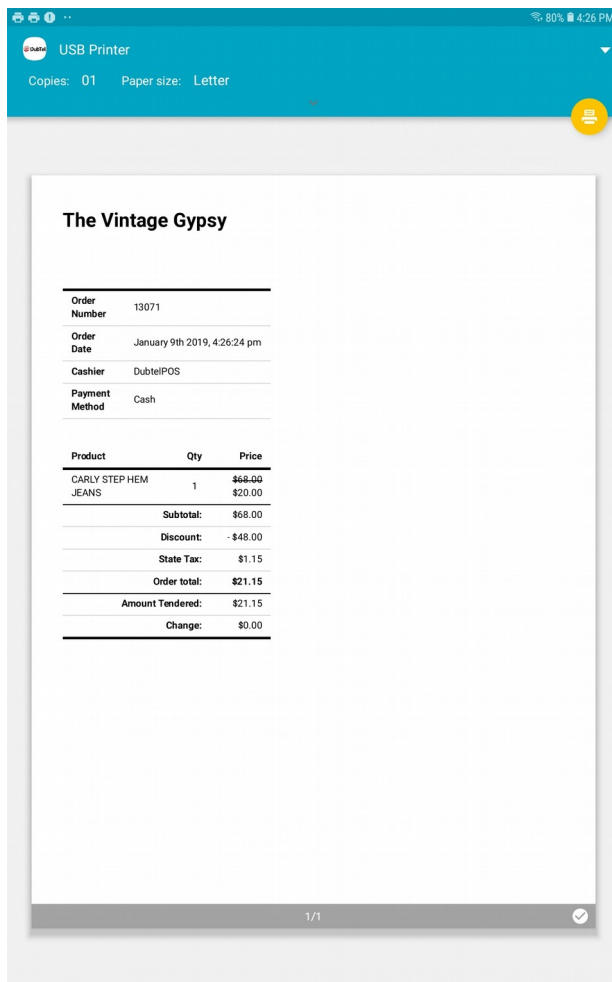 80% 4:26 PM
DubTel USB Printer
Copies: 01 Paper size: Letter
The Vintage Gypsy
Order
Number 13071
Order
Date January 9th 2019, 4:26:24 pm
Cashier DubtelPOS
Payment
Method Cash
Product Qty Price
CARLY STEP HEM $68.00
JEANS 1 $20.00
Subtotal: $68.00
Discount: - $48.00
State Tax: $1.15
Order total: $21.15
Amount Tendered: $21.15
Change: $0.00
1/1